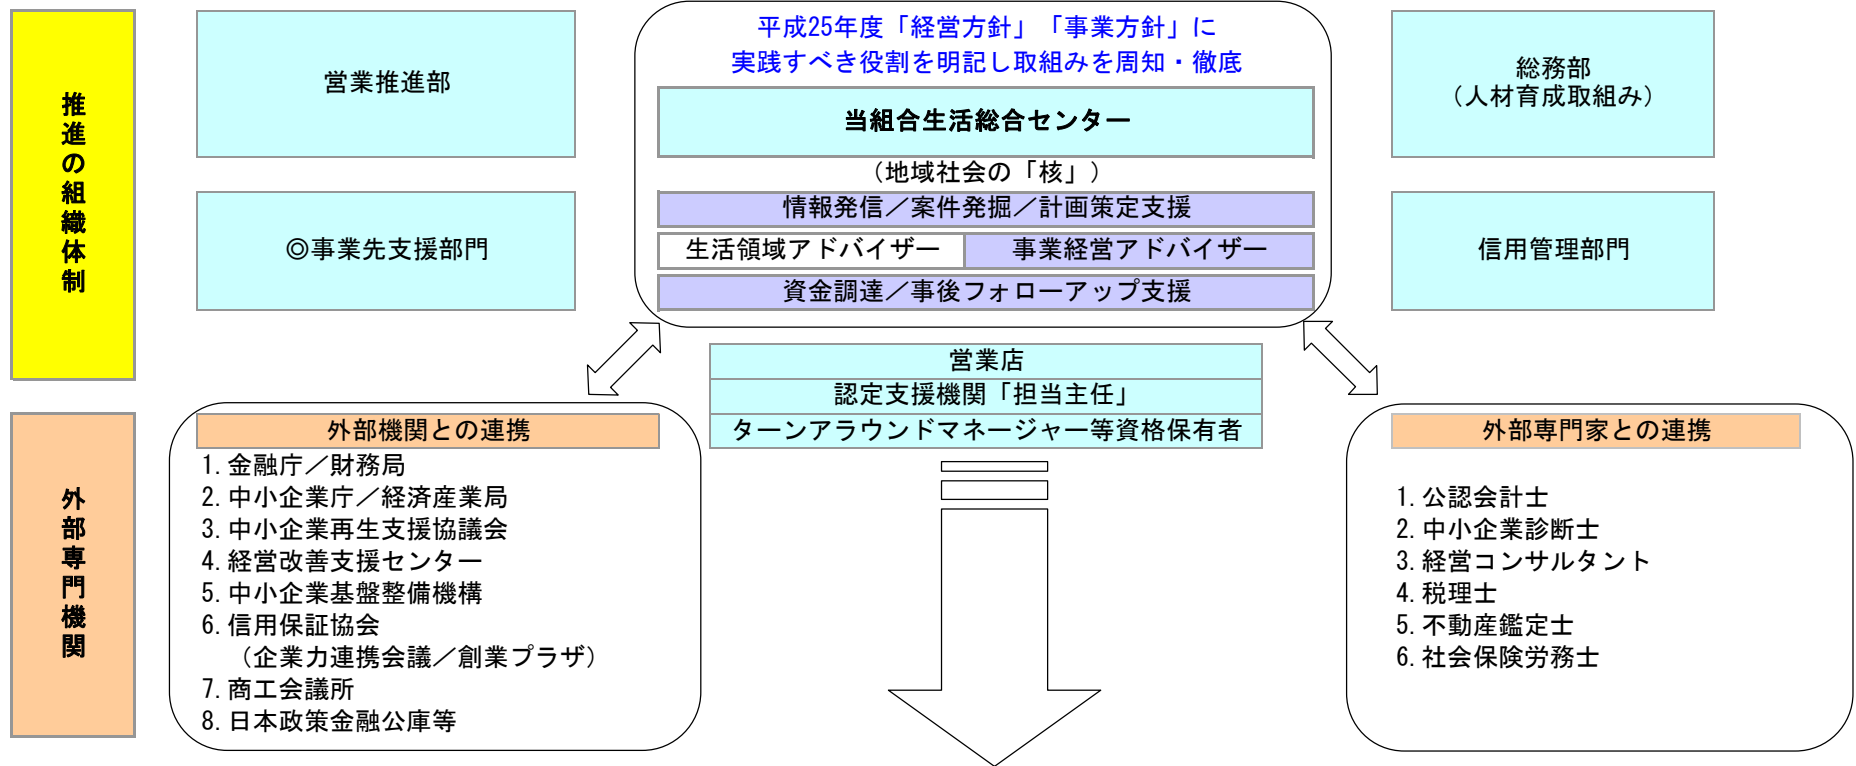 推進の組織体制
営業推進部
◎事業先支援部門
平成25年度「経営方針」「事業方針」に
実践すべき役割を明記し取組みを周知・徹底
当組合生活総合センター
（地域社会の「核」）
情報発信／案件発掘／計画策定支援
生活領域アドバイザー
事業経営アドバイザー
資金調達／事後フォローアップ支援
総務部
（人材育成取組み）
信用管理部門
営業店
認定支援機関「担当主任」
ターンアラウンドマネージャー等資格保有者
外部専門機関
外部機関との連携
1. 金融庁／財務局
2. 中小企業庁／経済産業局
3. 中小企業再生支援協議会
4. 経営改善支援センター
5. 中小企業基盤整備機構
6. 信用保証協会
（企業力連携会議／創業プラザ）
7. 商工会議所
8. 日本政策金融公庫等
外部専門家との連携
1. 公認会計士
2. 中小企業診断士
3. 経営コンサルタント
4. 税理士
5. 不動産鑑定士
6. 社会保険労務士